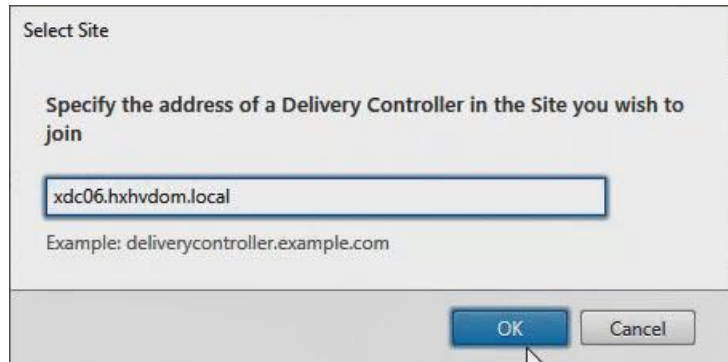 Select Site
Specify the address of a Delivery Controller in the Site you wish to
join
xdc06.hxhvdom.local
Example: deliverycontroller.example.com
OK
Cancel